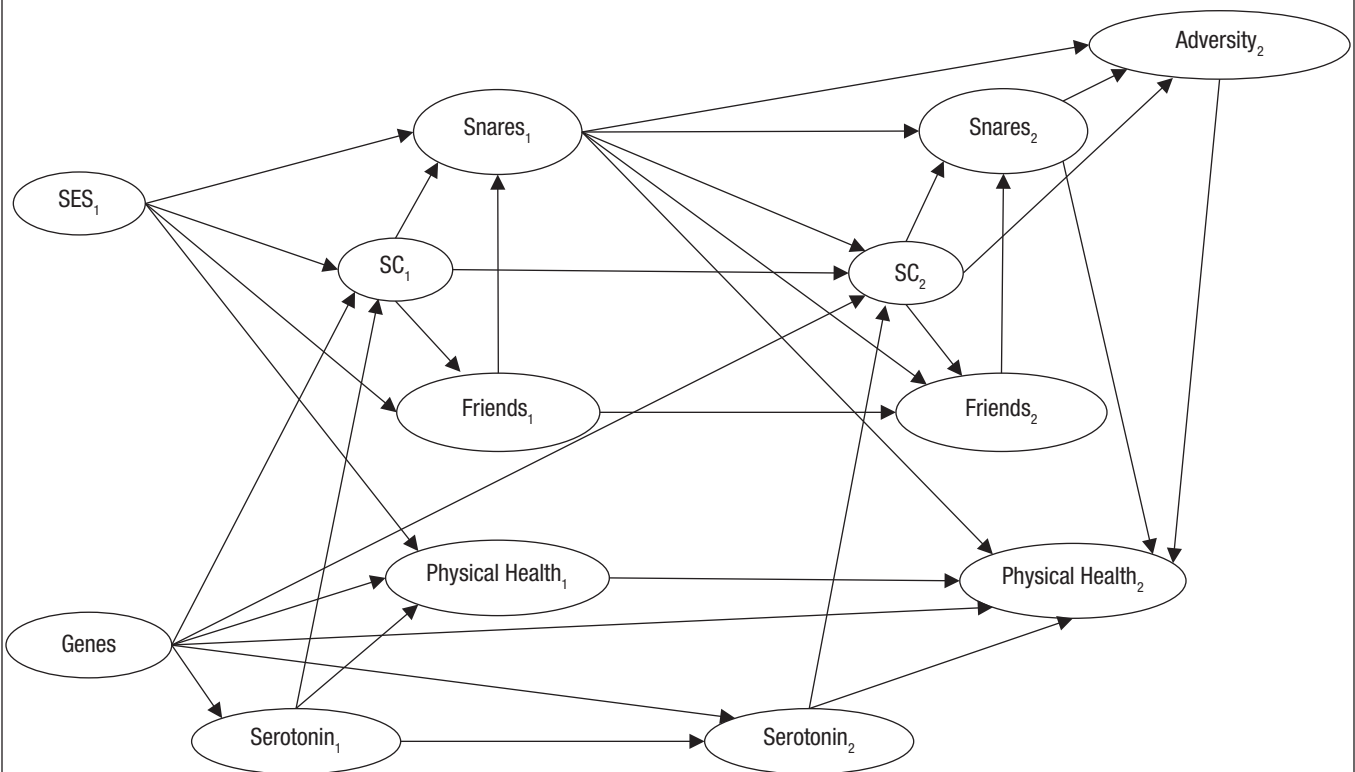 Adversity₂
Snares₁
Snares₂
SES₁
SC₁
SC₂
Friends₁
Friends₂
Physical Health₁
Physical Health₂
Genes
Serotonin₁
Serotonin₂